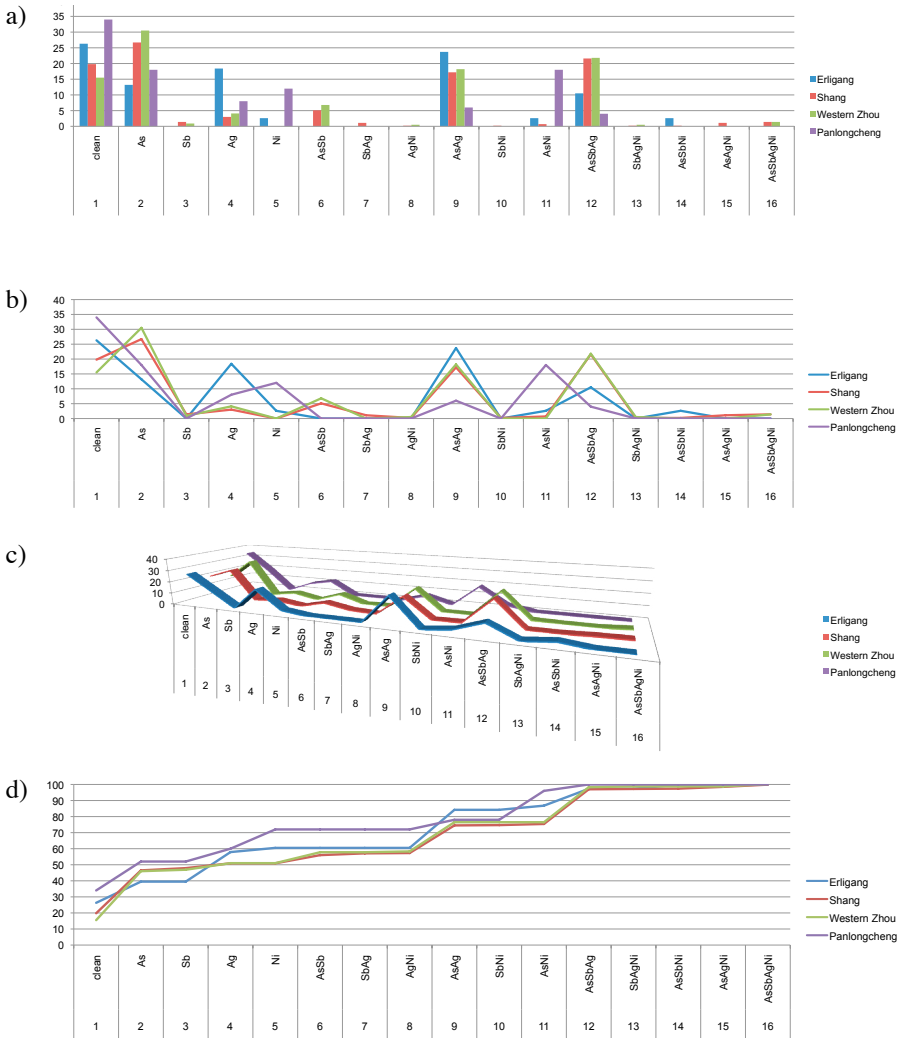 a)
35
30
25
20
15
10
5
0
clean As Sb Ag Ni AsSb SbAg AgNi AsAg SbNi AsNi AsSbAg SbAgNi AsSbNi AsAgNi AsSbAgNi
1 2 3 4 5 6 7 8 9 10 11 12 13 14 15 16
Erligang
Shang
Western Zhou
Panlongcheng
b)
40
35
30
25
20
15
10
5
0
clean As Sb Ag Ni AsSb SbAg AgNi AsAg SbNi AsNi AsSbAg SbAgNi AsSbNi AsAgNi AsSbAgNi
1 2 3 4 5 6 7 8 9 10 11 12 13 14 15 16
Erligang
Shang
Western Zhou
Panlongcheng
c)
40
30
20
10
0
clean As Sb Ag Ni AsSb SbAg AgNi AsAg SbNi AsNi AsSbAg SbAgNi AsSbNi AsAgNi AsSbAgNi
1 2 3 4 5 6 7 8 9 10 11 12 13 14 15 16
Erligang
Shang
Western Zhou
Panlongcheng
d)
100
90
80
70
60
50
40
30
20
10
0
clean As Sb Ag Ni AsSb SbAg AgNi AsAg SbNi AsNi AsSbAg SbAgNi AsSbNi AsAgNi AsSbAgNi
1 2 3 4 5 6 7 8 9 10 11 12 13 14 15 16
Erligang
Shang
Western Zhou
Panlongcheng